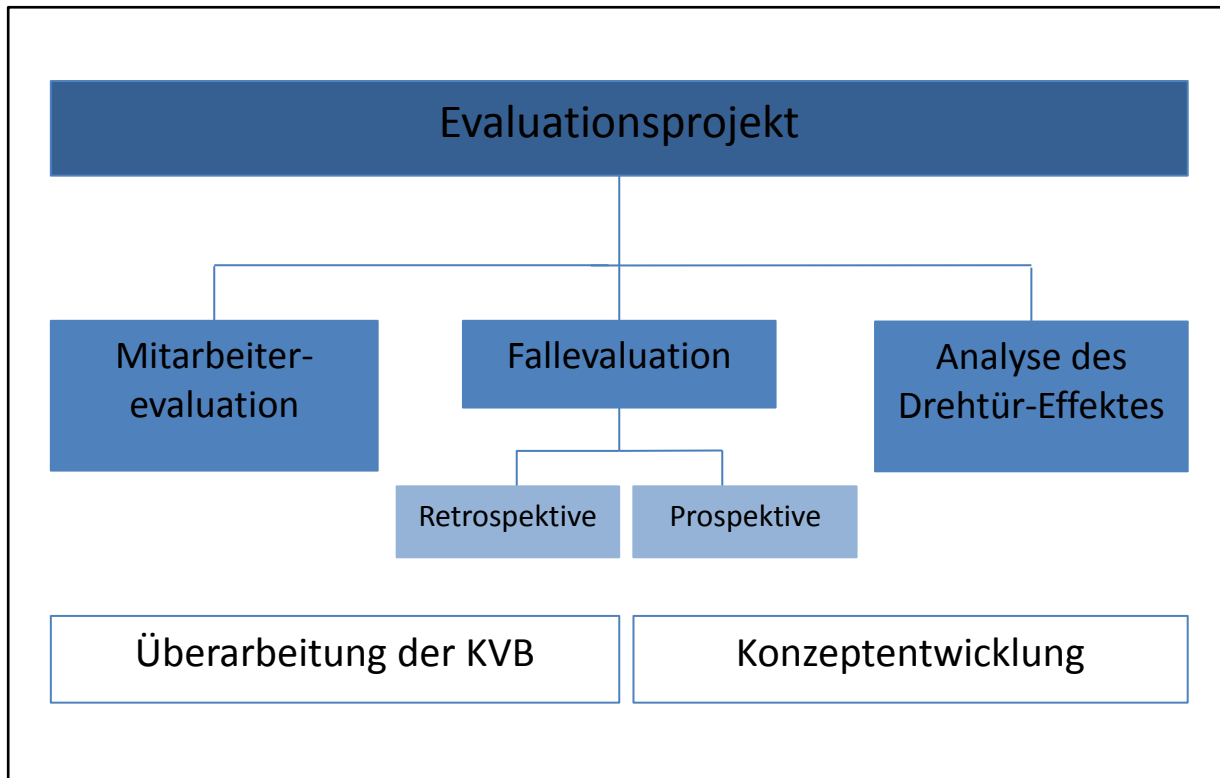 Evaluationsprojekt
Mitarbeiter-
evaluation
Fallevaluation
Analyse des
Drehtür-Effektes
Retrospektive
Prospektive
Überarbeitung der KVB
Konzeptentwicklung